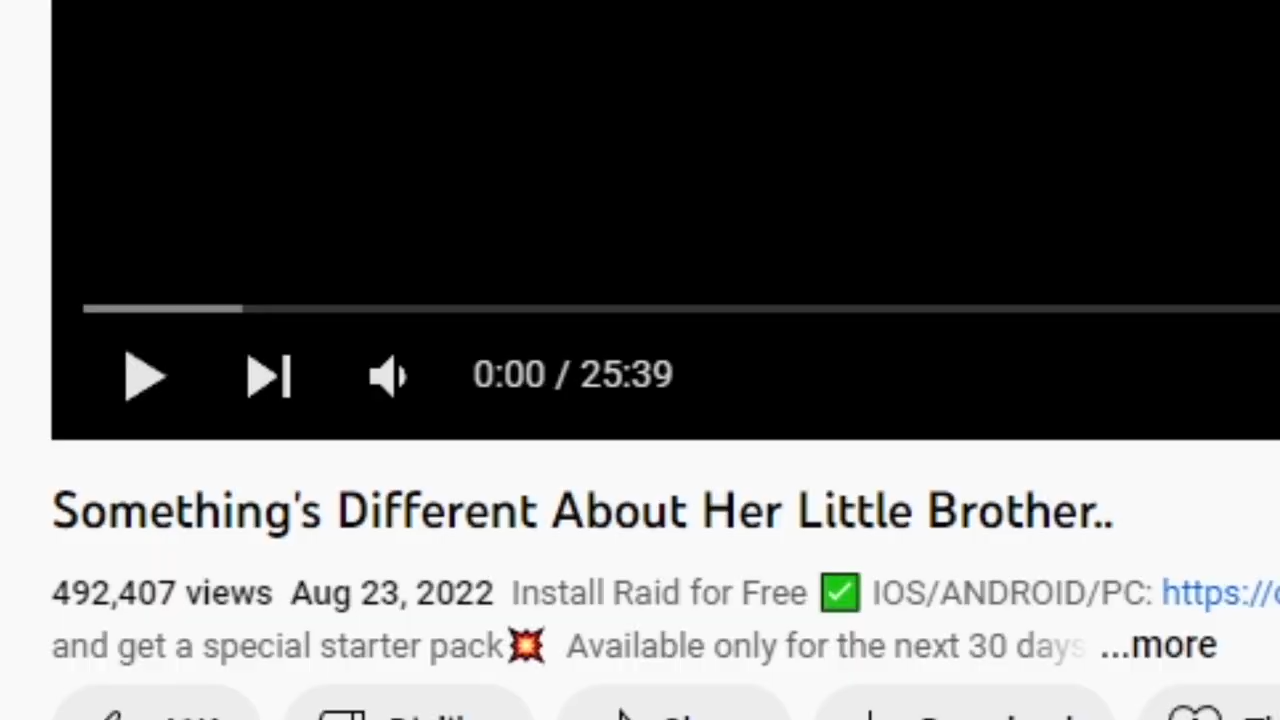 0:00 / 25:39
Something's Different About Her Little Brother..
492,407 views Aug 23, 2022 Install Raid for Free ✅ IOS/ANDROID/PC: https://
and get a special starter pack💥 Available only for the next 30 days ...more